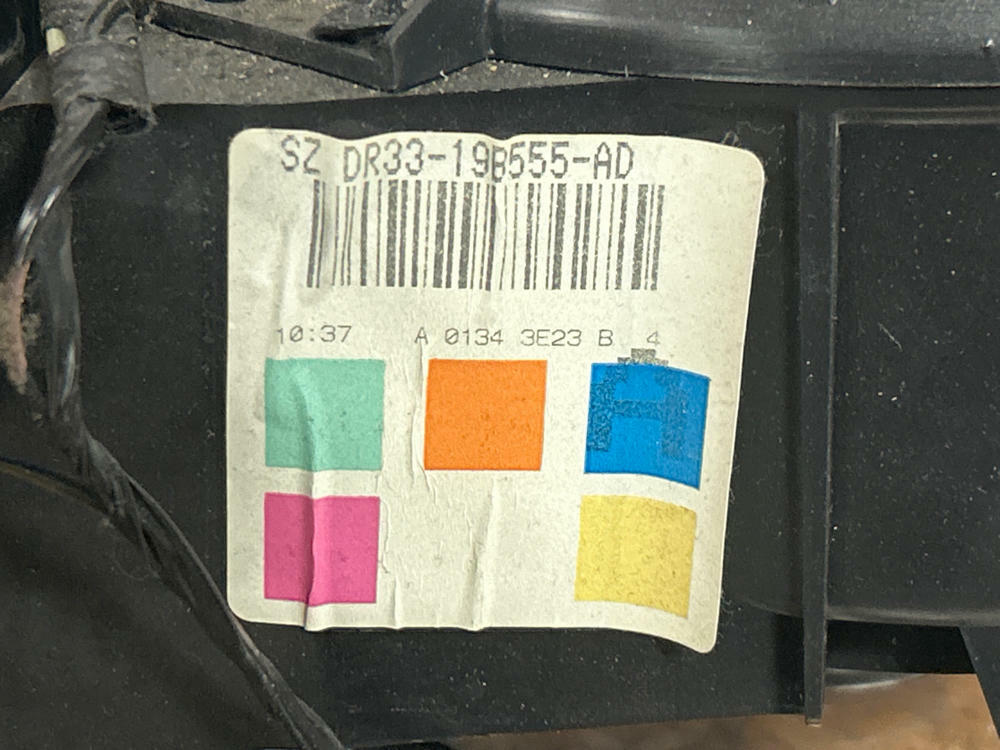 SZ DR33-19B555-AD
10:37 A 0134 3E23 B 4
A